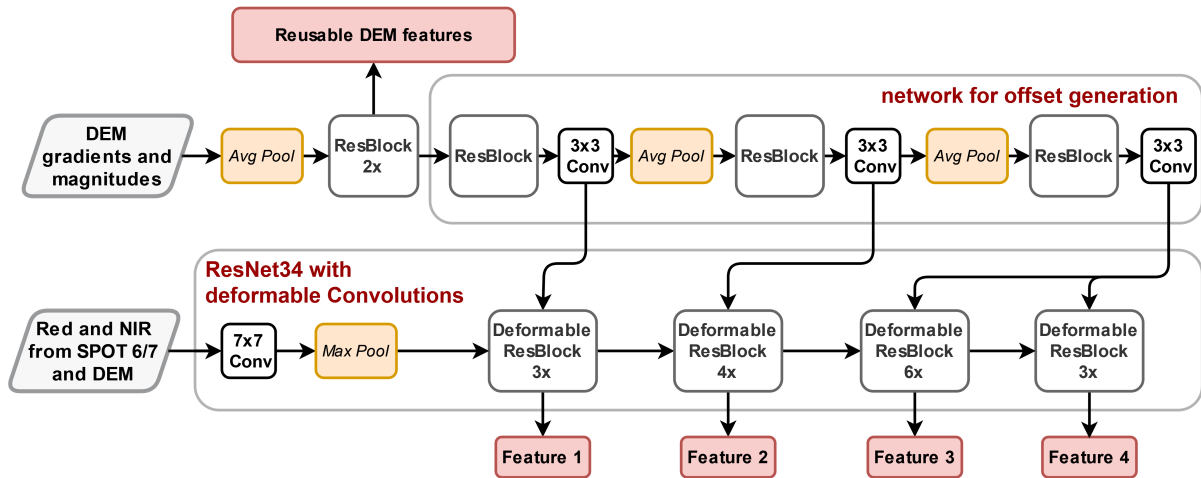 Reusable DEM features
network for offset generation
DEM
gradients and
magnitudes
Avg Pool
ResBlock
2x
ResBlock
3x3
Conv
Avg Pool
ResBlock
3x3
Conv
Avg Pool
ResBlock
3x3
Conv
ResNet34 with
deformable Convolutions
Red and NIR
from SPOT 6/7
and DEM
7x7
Conv
Max Pool
Deformable
ResBlock
3x
Deformable
ResBlock
4x
Deformable
ResBlock
6x
Deformable
ResBlock
3x
Feature 1
Feature 2
Feature 3
Feature 4